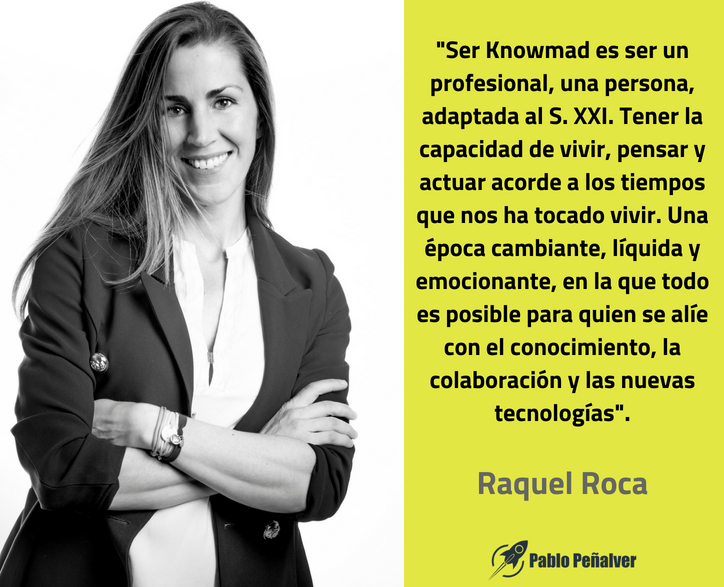 "Ser Knowmad es ser un
profesional, una persona,
adaptada al S. XXI. Tener la
capacidad de vivir, pensar y
actuar acorde a los tiempos
que nos ha tocado vivir. Una
época cambiante, líquida y
emocionante, en la que todo
es posible para quien se alíe
con el conocimiento, la
colaboración y las nuevas
tecnologías".
Raquel Roca
Pablo Peñalver